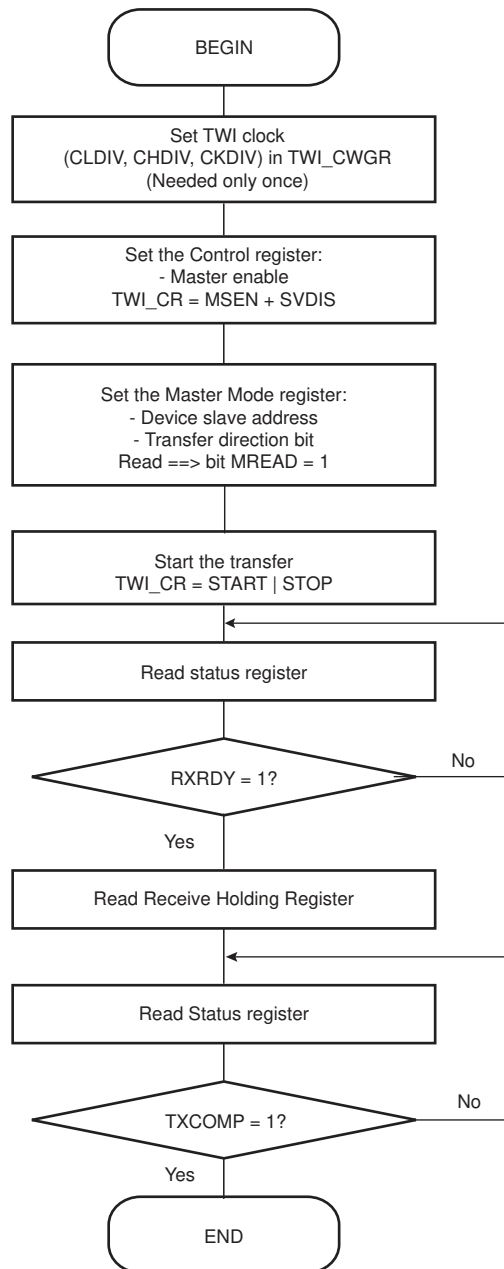 BEGIN
Set TWI clock
(CLDIV, CHDIV, CKDIV) in TWI_CWGR
(Needed only once)
Set the Control register:
- Master enable
TWI_CR = MSEN + SVDIS
Set the Master Mode register:
- Device slave address
- Transfer direction bit
Read ==> bit MREAD = 1
Start the transfer
TWI_CR = START | STOP
Read status register
RXRDY = 1?
No
Yes
Read Receive Holding Register
Read Status register
TXCOMP = 1?
No
Yes
END